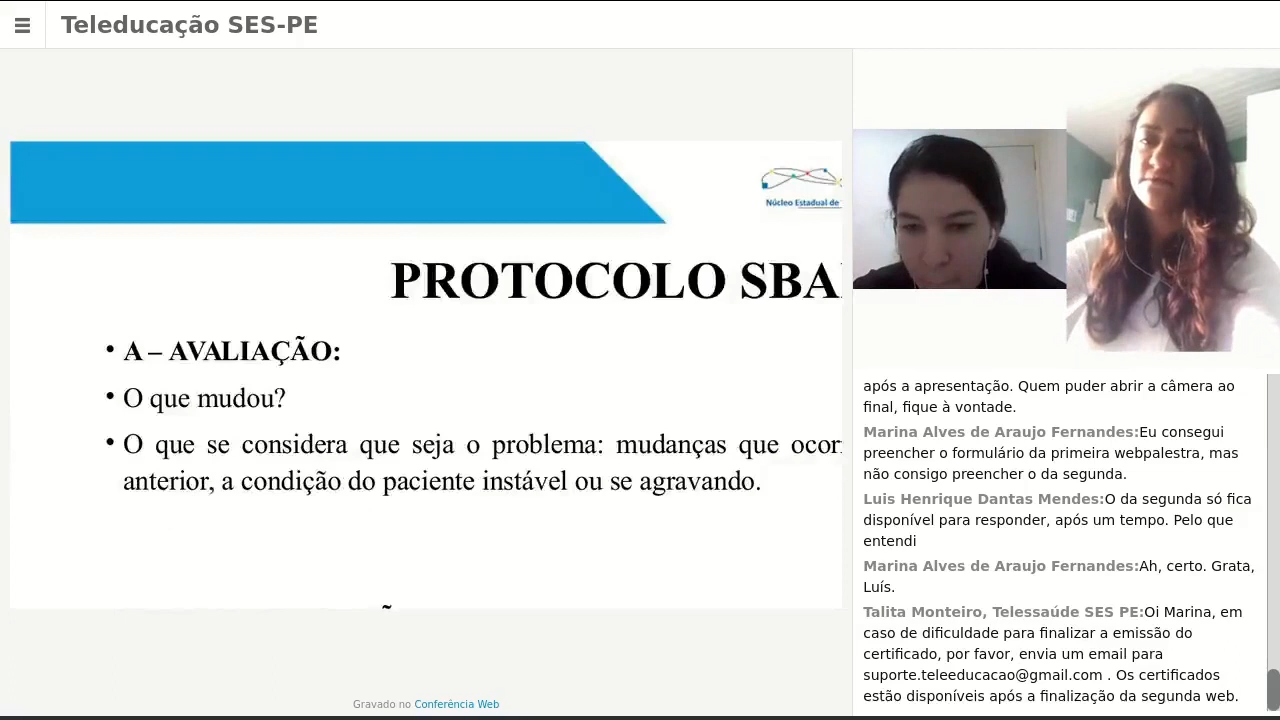 Teleducação SES-PE
Núcleo Estadual de
PROTOCOLO SBA
• A – AVALIAÇÃO:
• O que mudou?
• O que se considera que seja o problema: mudanças que ocor
anterior, a condição do paciente instável ou se agravando.
Gravado no Conferência Web
após a apresentação. Quem puder abrir a câmera ao
final, fique à vontade.
Marina Alves de Araujo Fernandes:Eu consegui
preencher o formulário da primeira webpalestra, mas
não consigo preencher o da segunda.
Luis Henrique Dantas Mendes:O da segunda só fica
disponível para responder, após um tempo. Pelo que
entendi
Marina Alves de Araujo Fernandes:Ah, certo. Grata,
Luís.
Talita Monteiro, Telessaúde SES PE:Oi Marina, em
caso de dificuldade para finalizar a emissão do
certificado, por favor, envia um email para
suporte.teleeducacao@gmail.com . Os certificados
estão disponíveis após a finalização da segunda web.